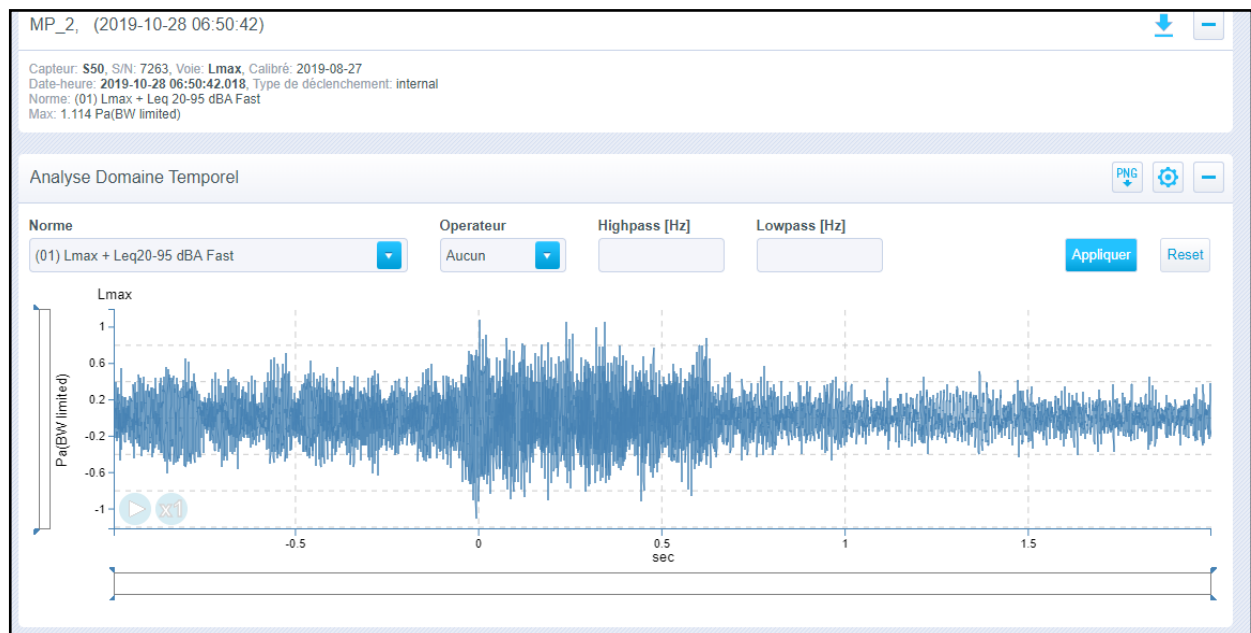 MP_2, (2019-10-28 06:50:42)
Capteur: S50, S/N: 7263, Voie: Lmax, Calibré: 2019-08-27
Date-heure: 2019-10-28 06:50:42.018, Type de déclenchement: internal
Norme: (01) Lmax + Leq 20-95 dBA Fast
Max: 1.114 Pa(BW limited)
Analyse Domaine Temporel
PNG
Norme Operateur Highpass [Hz] Lowpass [Hz]
(01) Lmax + Leq20-95 dBA Fast Aucun Appliquer Reset
Lmax
1
0.6
0.2
-0.2
-0.6
-1
Pa(BW limited)
x1
-0.5 0 0.5 1 1.5
sec